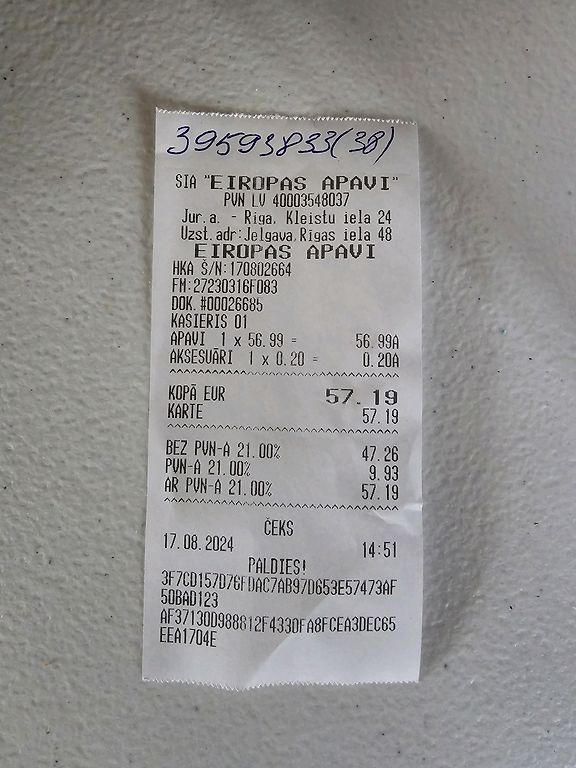 39593833(38)
SIA "EIROPAS APAVI"
PVN LV 40003548037
Jur.a. - Rīga, Kleistu iela 24
Uzst.adr:Jelgava,Rīgas iela 48
EIROPAS APAVI
HKA Š/N:170802664
FM:27230316F083
DOK.#00026685
KASIERIS 01
APAVI 1 x 56.99 = 56.99A
AKSESUĀRI 1 x 0.20 = 0.20A
KOPĀ EUR 57.19
KARTE 57.19
BEZ PVN-A 21.00% 47.26
PVN-A 21.00% 9.93
AR PVN-A 21.00% 57.19
ČEKS
17.08.2024 14:51
PALDIES!
3F7CD157D76FDAC7AB97D653E57473AF
50BAD123
AF37130D988812F4330FA8FCEA3DEC65
EEA1704E